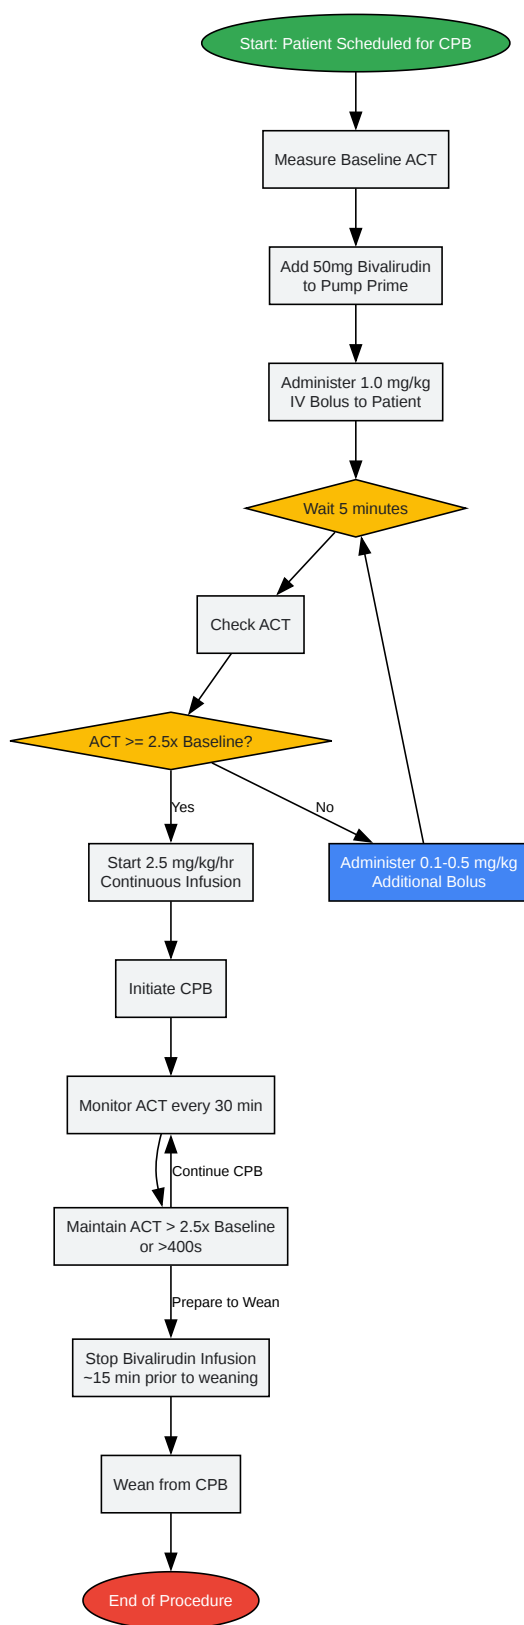 Start: Patient Scheduled for CPB
Measure Baseline ACT
Add 50mg Bivalirudin
to Pump Prime
Administer 1.0 mg/kg
IV Bolus to Patient
Wait 5 minutes
Check ACT
ACT >= 2.5x Baseline?
Yes
No
Start 2.5 mg/kg/hr
Continuous Infusion
Administer 0.1-0.5 mg/kg
Additional Bolus
Initiate CPB
Monitor ACT every 30 min
Continue CPB
Maintain ACT > 2.5x Baseline
or >400s
Prepare to Wean
Stop Bivalirudin Infusion
~15 min prior to weaning
Wean from CPB
End of Procedure